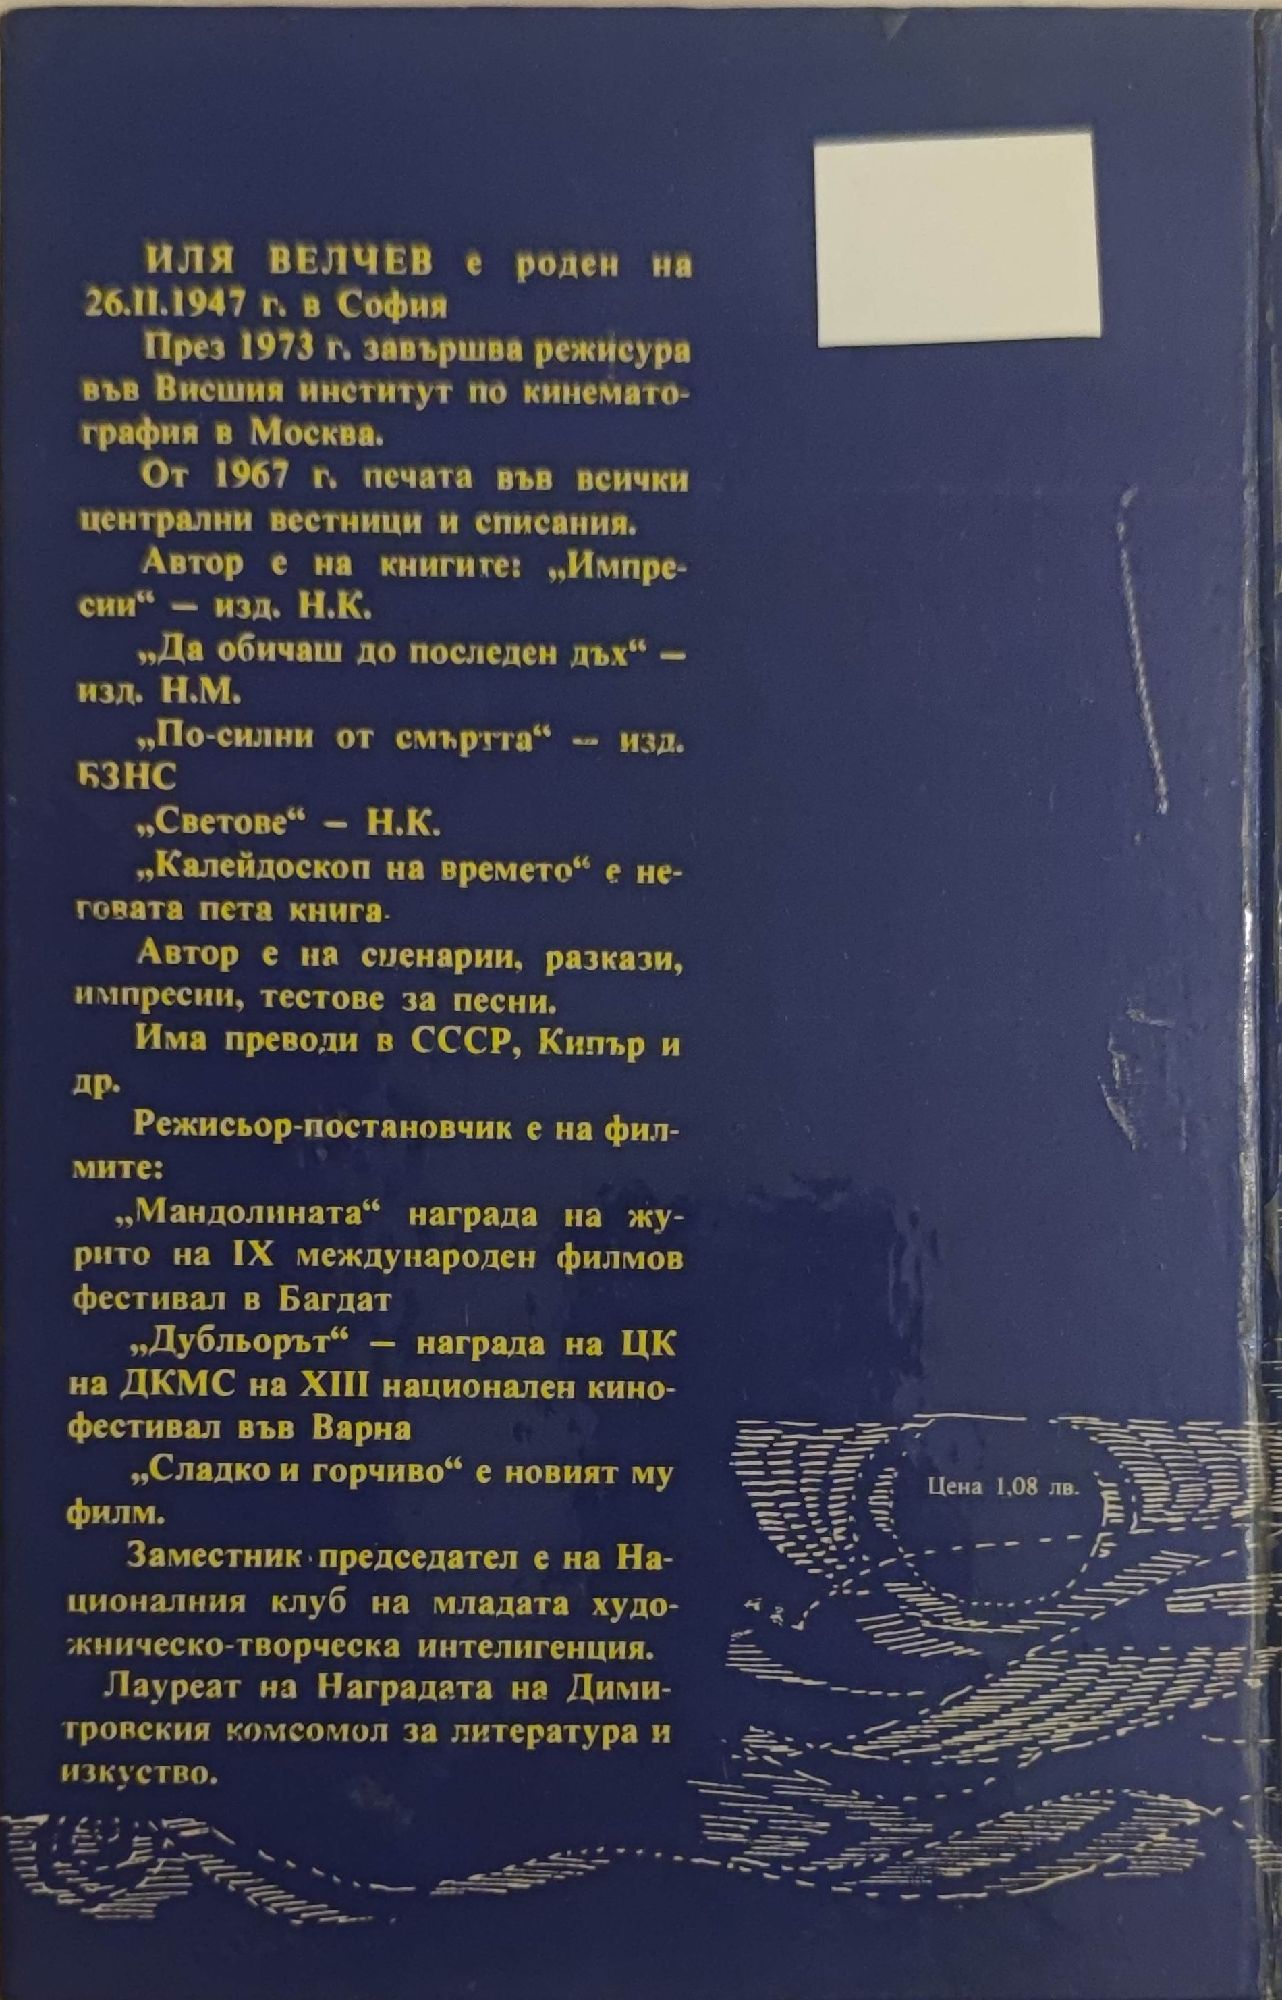 ИЛЯ ВЕЛЧЕВ е роден на
26.II.1947 г. в София
През 1973 г. завършва режисура
във Висшия институт по кинемато-
графия в Москва.
От 1967 г. печата във всички
централни вестници и списания.
Автор е на книгите: „Импре-
сии“ — изд. Н.К.
„Да обичаш до последен дъх“ —
изд. Н.М.
„По-силни от смъртта“ — изд.
БЗНС
„Светове“ — Н.К.
„Калейдоскоп на времето“ е не-
говата пета книга.
Автор е на сценарии, разкази,
импресии, тестове за песни.
Има преводи в СССР, Кипър и
др.
Режисьор-постановчик е на фил-
мите:
„Мандолината“ награда на жу-
рито на IX международен филмов
фестивал в Багдат
„Дубльорът“ — награда на ЦК
на ДКМС на XIII национален кино-
фестивал във Варна
„Сладко и горчиво“ е новият му
филм.
Заместник председател е на На-
ционалния клуб на младата худо-
жническо-творческа интелигенция.
Лауреат на Наградата на Дими-
тровския комсомол за литература и
изкуство.
Цена 1,08 лв.